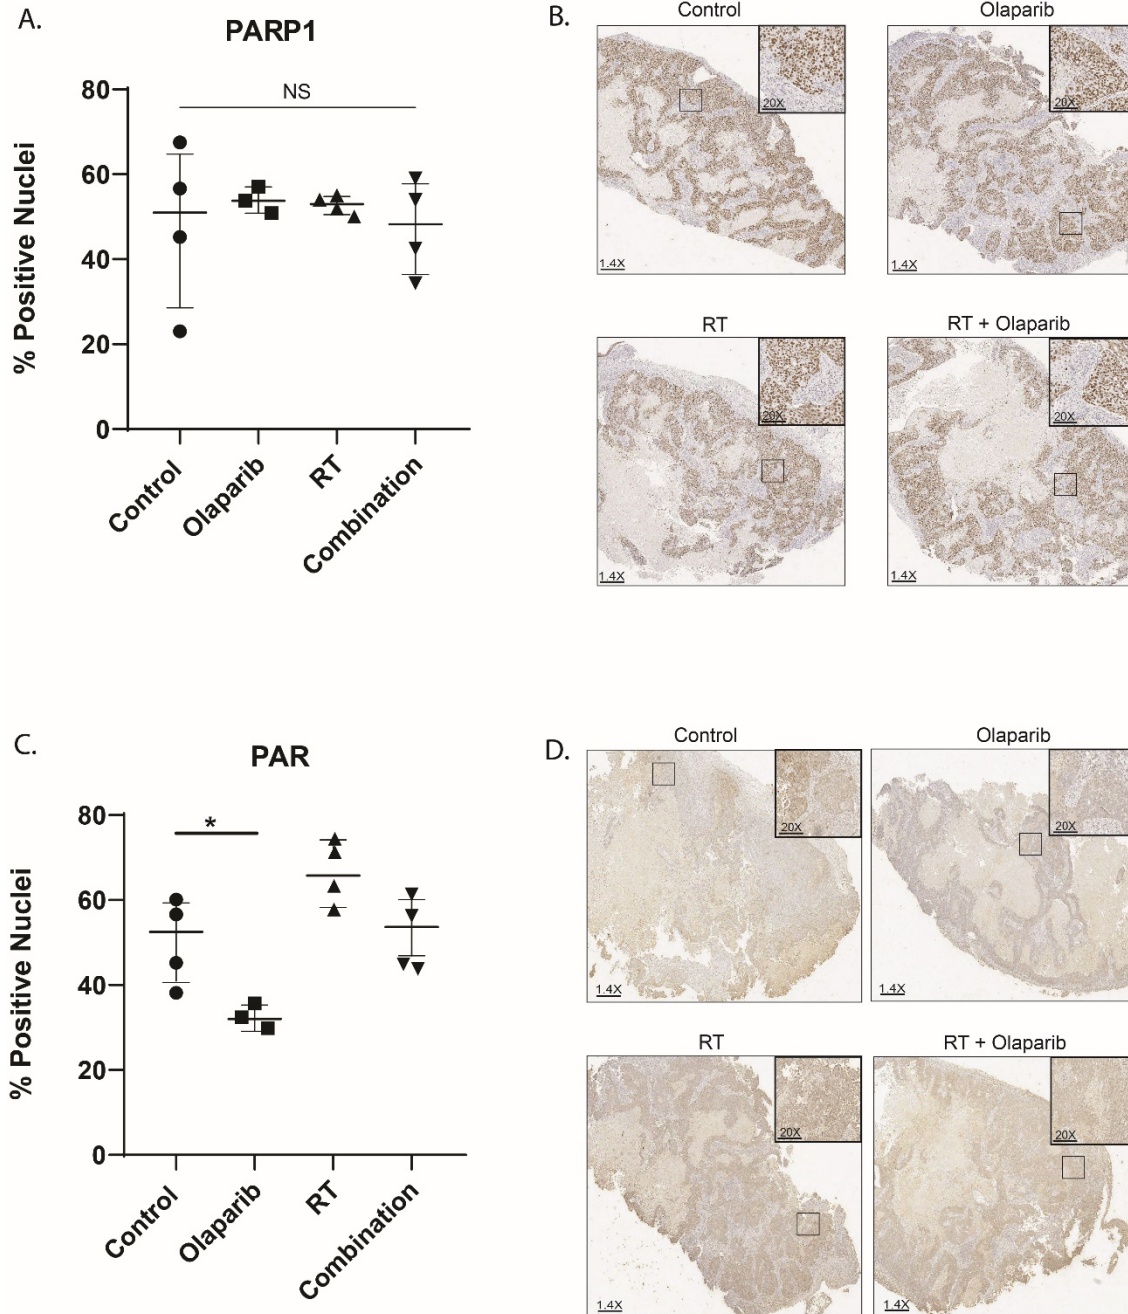 A.
PARP1
NS
% Positive Nuclei
80
60
40
20
0
Control
Olaparib
RT
Combination
B.
Control
Olaparib
20X
20X
1.4X
1.4X
RT
RT + Olaparib
20X
20X
1.4X
1.4X
C.
PAR
*
% Positive Nuclei
80
60
40
20
0
Control
Olaparib
RT
Combination
D.
Control
Olaparib
20X
20X
1.4X
1.4X
RT
RT + Olaparib
20X
20X
1.4X
1.4X